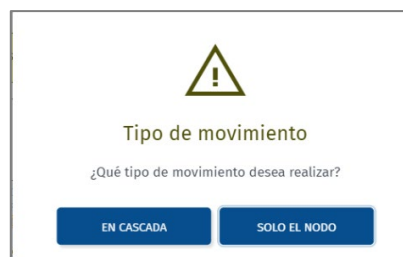 Tipo de movimiento
¿Qué tipo de movimiento desea realizar?
EN CASCADA
SOLO EL NODO